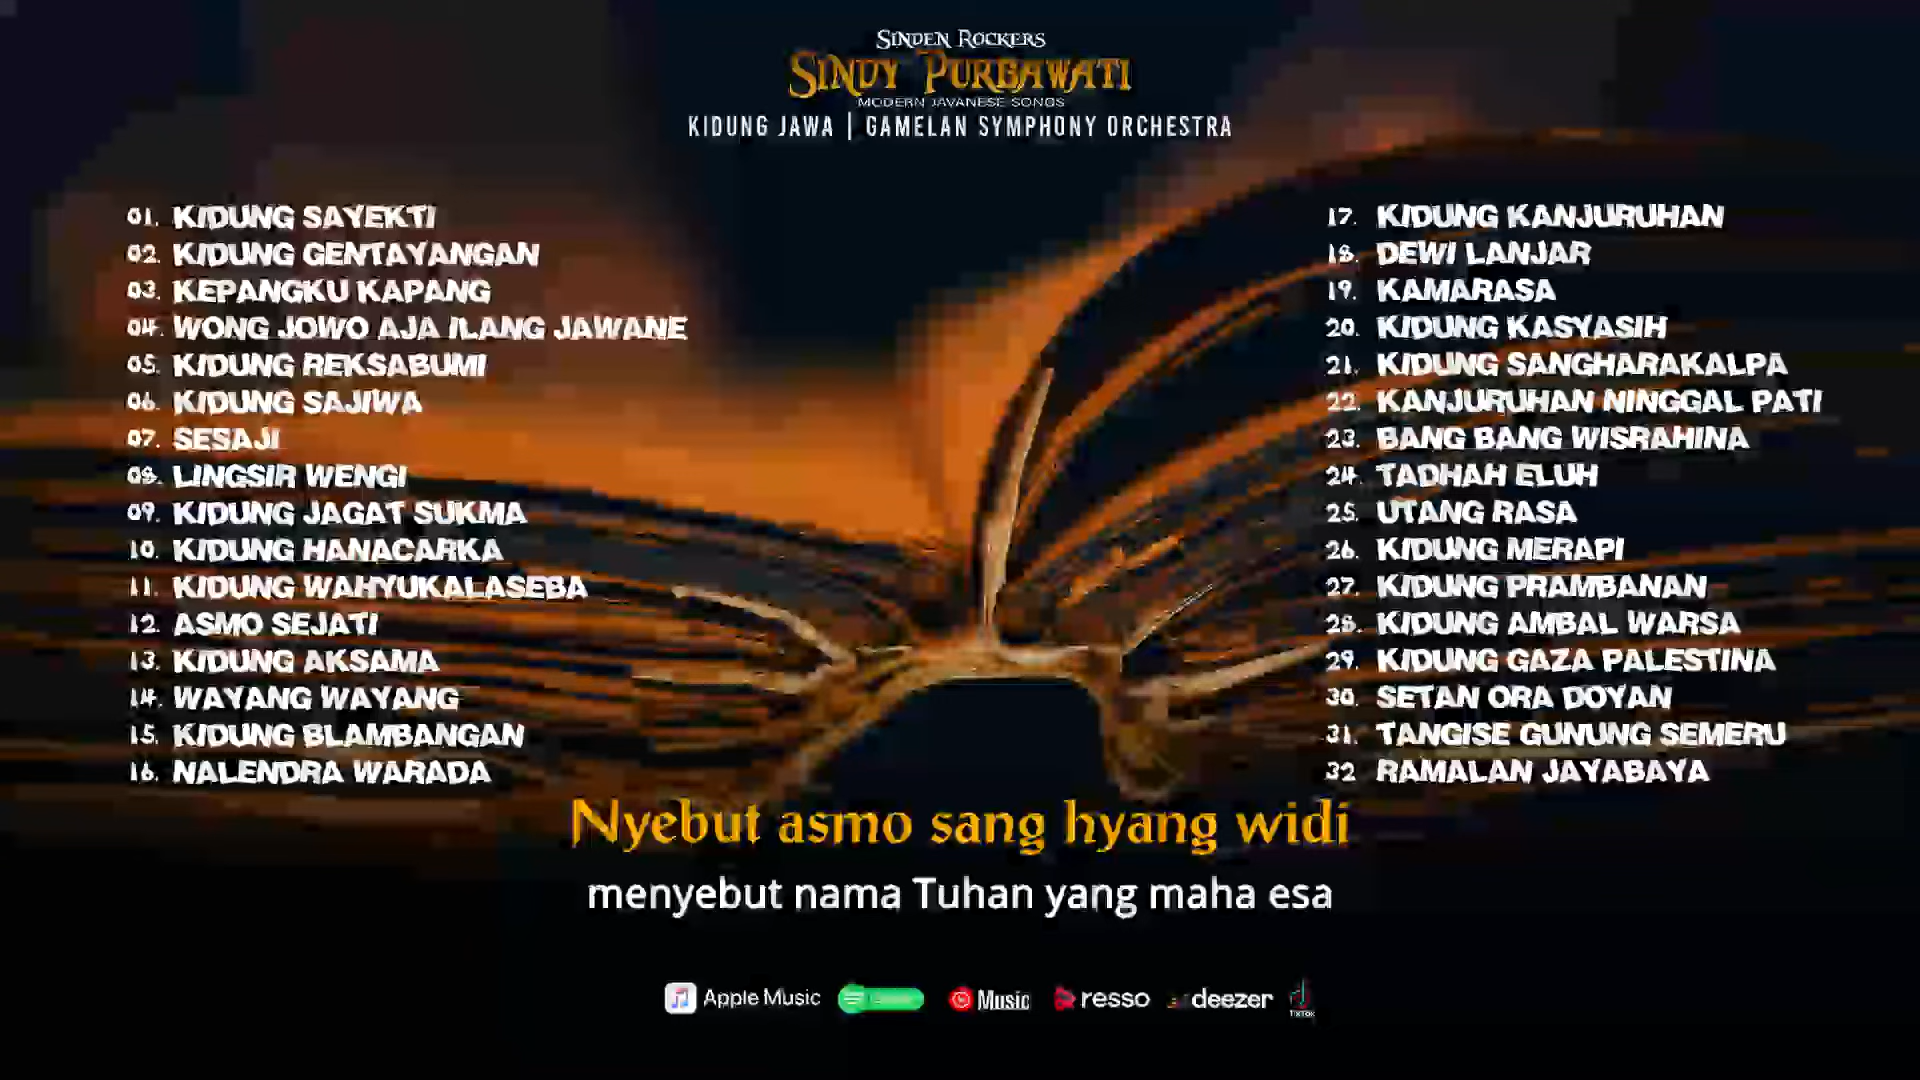 SINDEN ROCKERS
SINDY PURBAWATI
MODERN JAVANESE SONGS
KIDUNG JAWA | GAMELAN SYMPHONY ORCHESTRA
01. KIDUNG SAYEKTI
02. KIDUNG GENTAYANGAN
03. KEPANGKU KAPANG
04. WONG JOWO AJA ILANG JAWANE
05. KIDUNG REKSABUMI
06. KIDUNG SAJIWA
07. SESAJI
08. LINGSIR WENGI
09. KIDUNG JAGAT SUKMA
10. KIDUNG HANACARKA
11. KIDUNG WAHYUKALASEBA
12. ASMO SEJATI
13. KIDUNG AKSAMA
14. WAYANG WAYANG
15. KIDUNG BLAMBANGAN
16. NALENDRA WARADA
17. KIDUNG KANJURUHAN
18. DEWI LANJAR
19. KAMARASA
20. KIDUNG KASYASIH
21. KIDUNG SANGHARAKALPA
22. KANJURUHAN NINGGAL PATI
23. BANG BANG WISRAHINA
24. TADHAH ELUH
25. UTANG RASA
26. KIDUNG MERAPI
27. KIDUNG PRAMBANAN
28. KIDUNG AMBAL WARSA
29. KIDUNG GAZA PALESTINA
30. SETAN ORA DOYAN
31. TANGISE GUNUNG SEMERU
32 RAMALAN JAYABAYA
Nyebut asmo sang hyang widi
menyebut nama Tuhan yang maha esa
Apple Music
Music
resso
deezer
TIKTOK